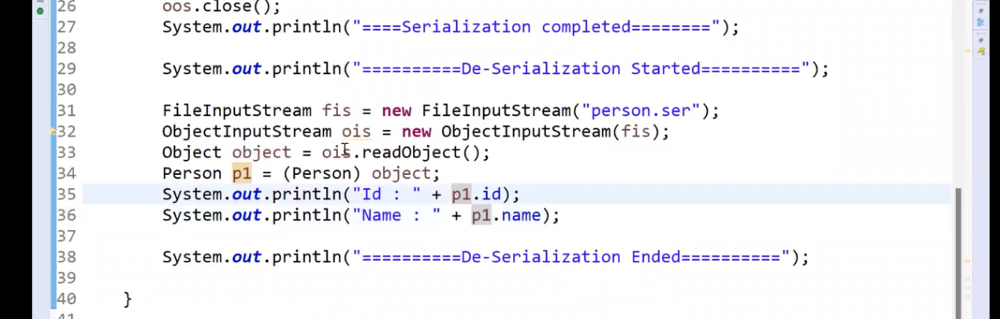 26 oos.close();
27 System.out.println("====Serialization completed========");
28
29 System.out.println("==========De-Serialization Started==========");
30
31 FileInputStream fis = new FileInputStream("person.ser");
32 ObjectInputStream ois = new ObjectInputStream(fis);
33 Object object = ois.readObject();
34 Person p1 = (Person) object;
35 System.out.println("Id : " + p1.id);
36 System.out.println("Name : " + p1.name);
37
38 System.out.println("==========De-Serialization Ended==========");
39
40 }
41